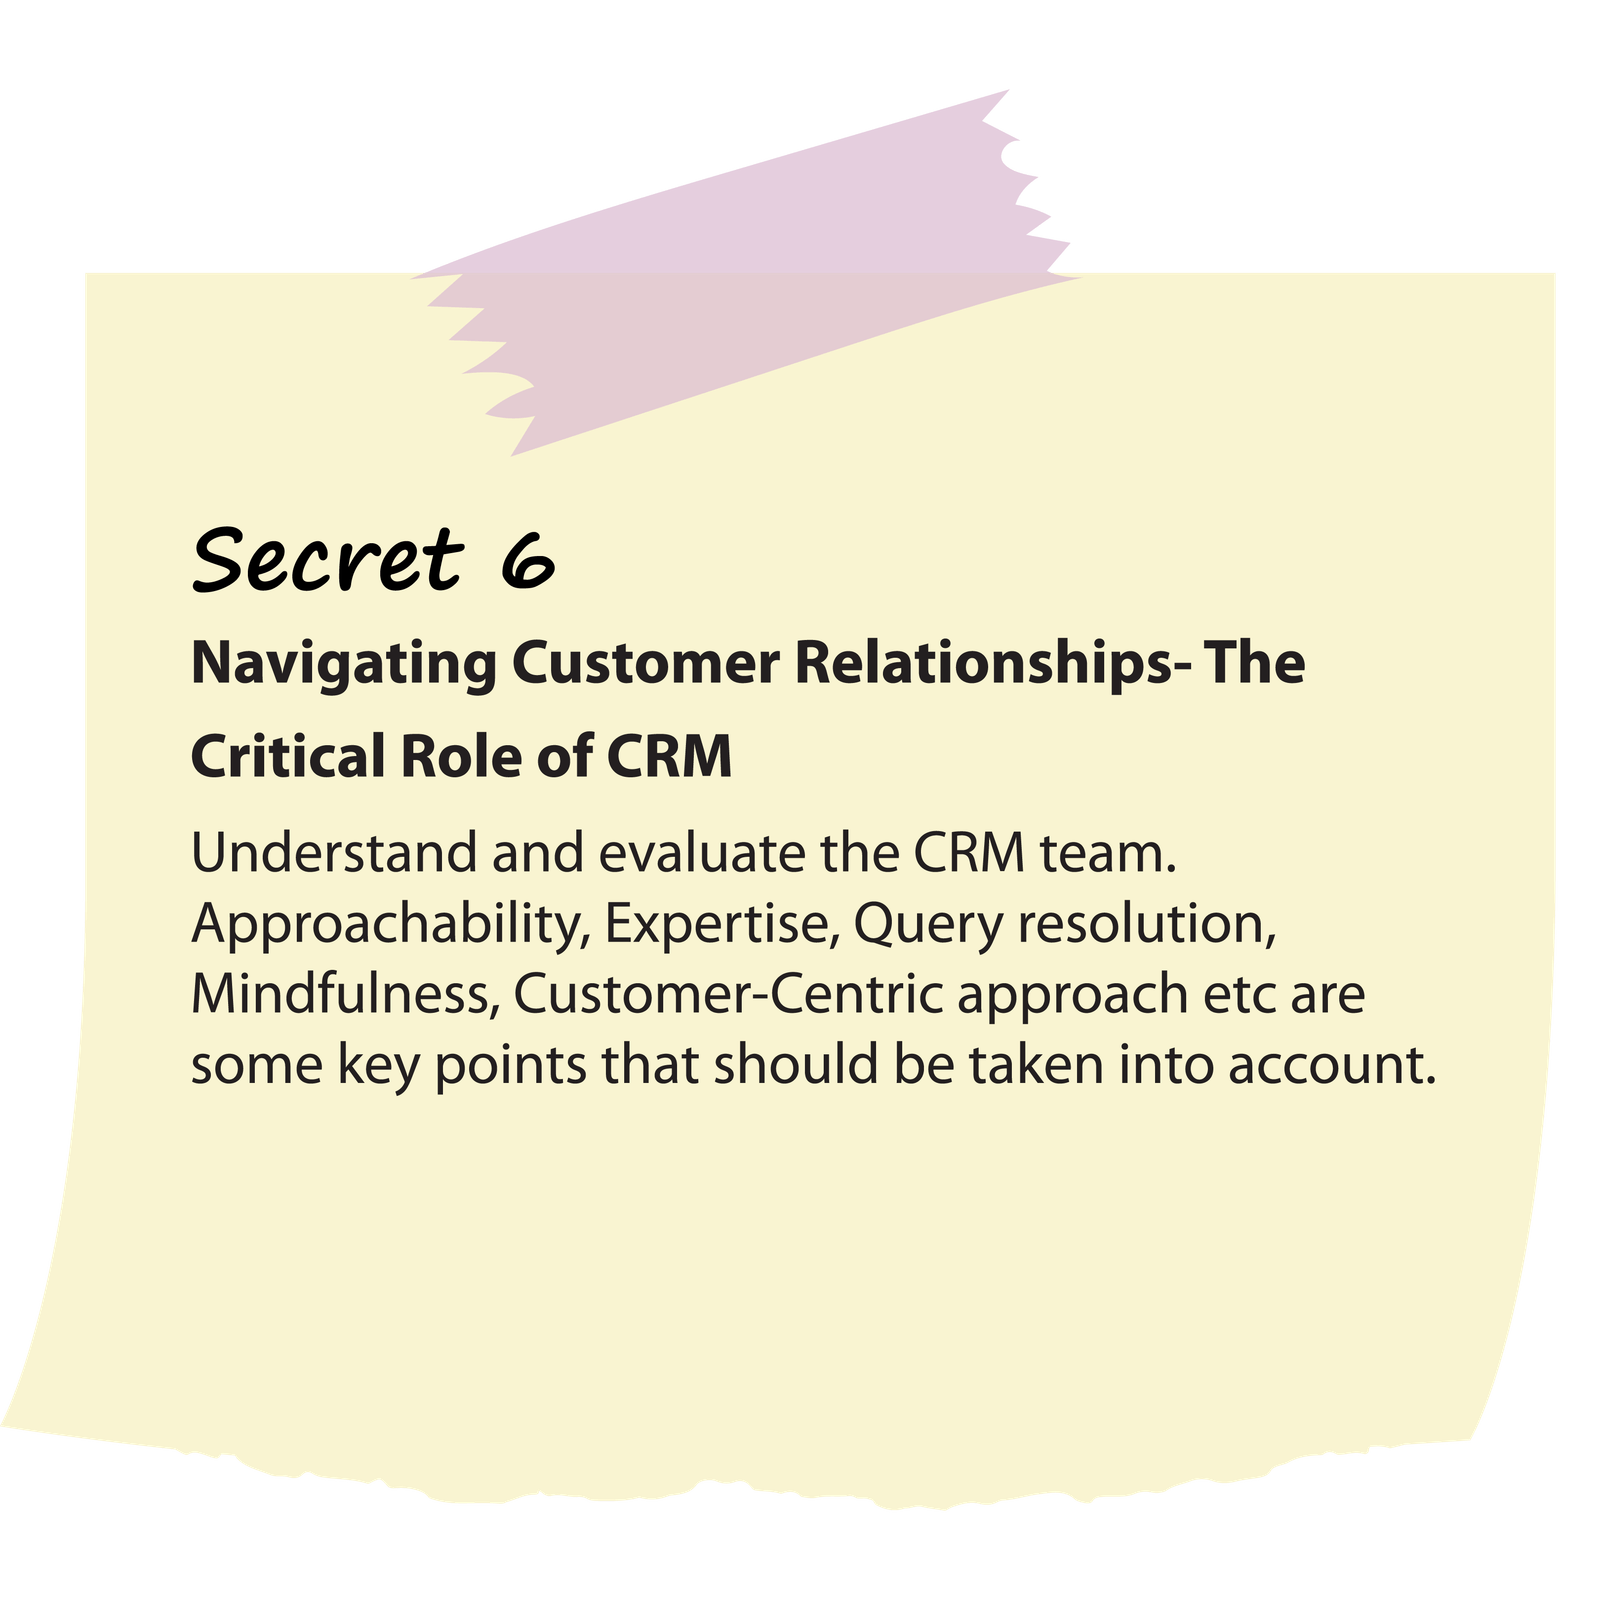 Secret 6
Navigating Customer Relationships- The
Critical Role of CRM
Understand and evaluate the CRM team.
Approachability, Expertise, Query resolution,
Mindfulness, Customer-Centric approach etc are
some key points that should be taken into account.